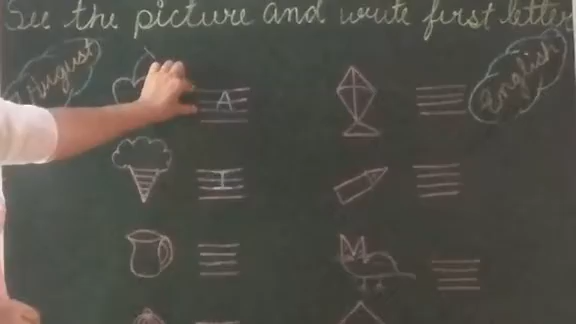 See the picture and write first letter
August
English
A
I
M